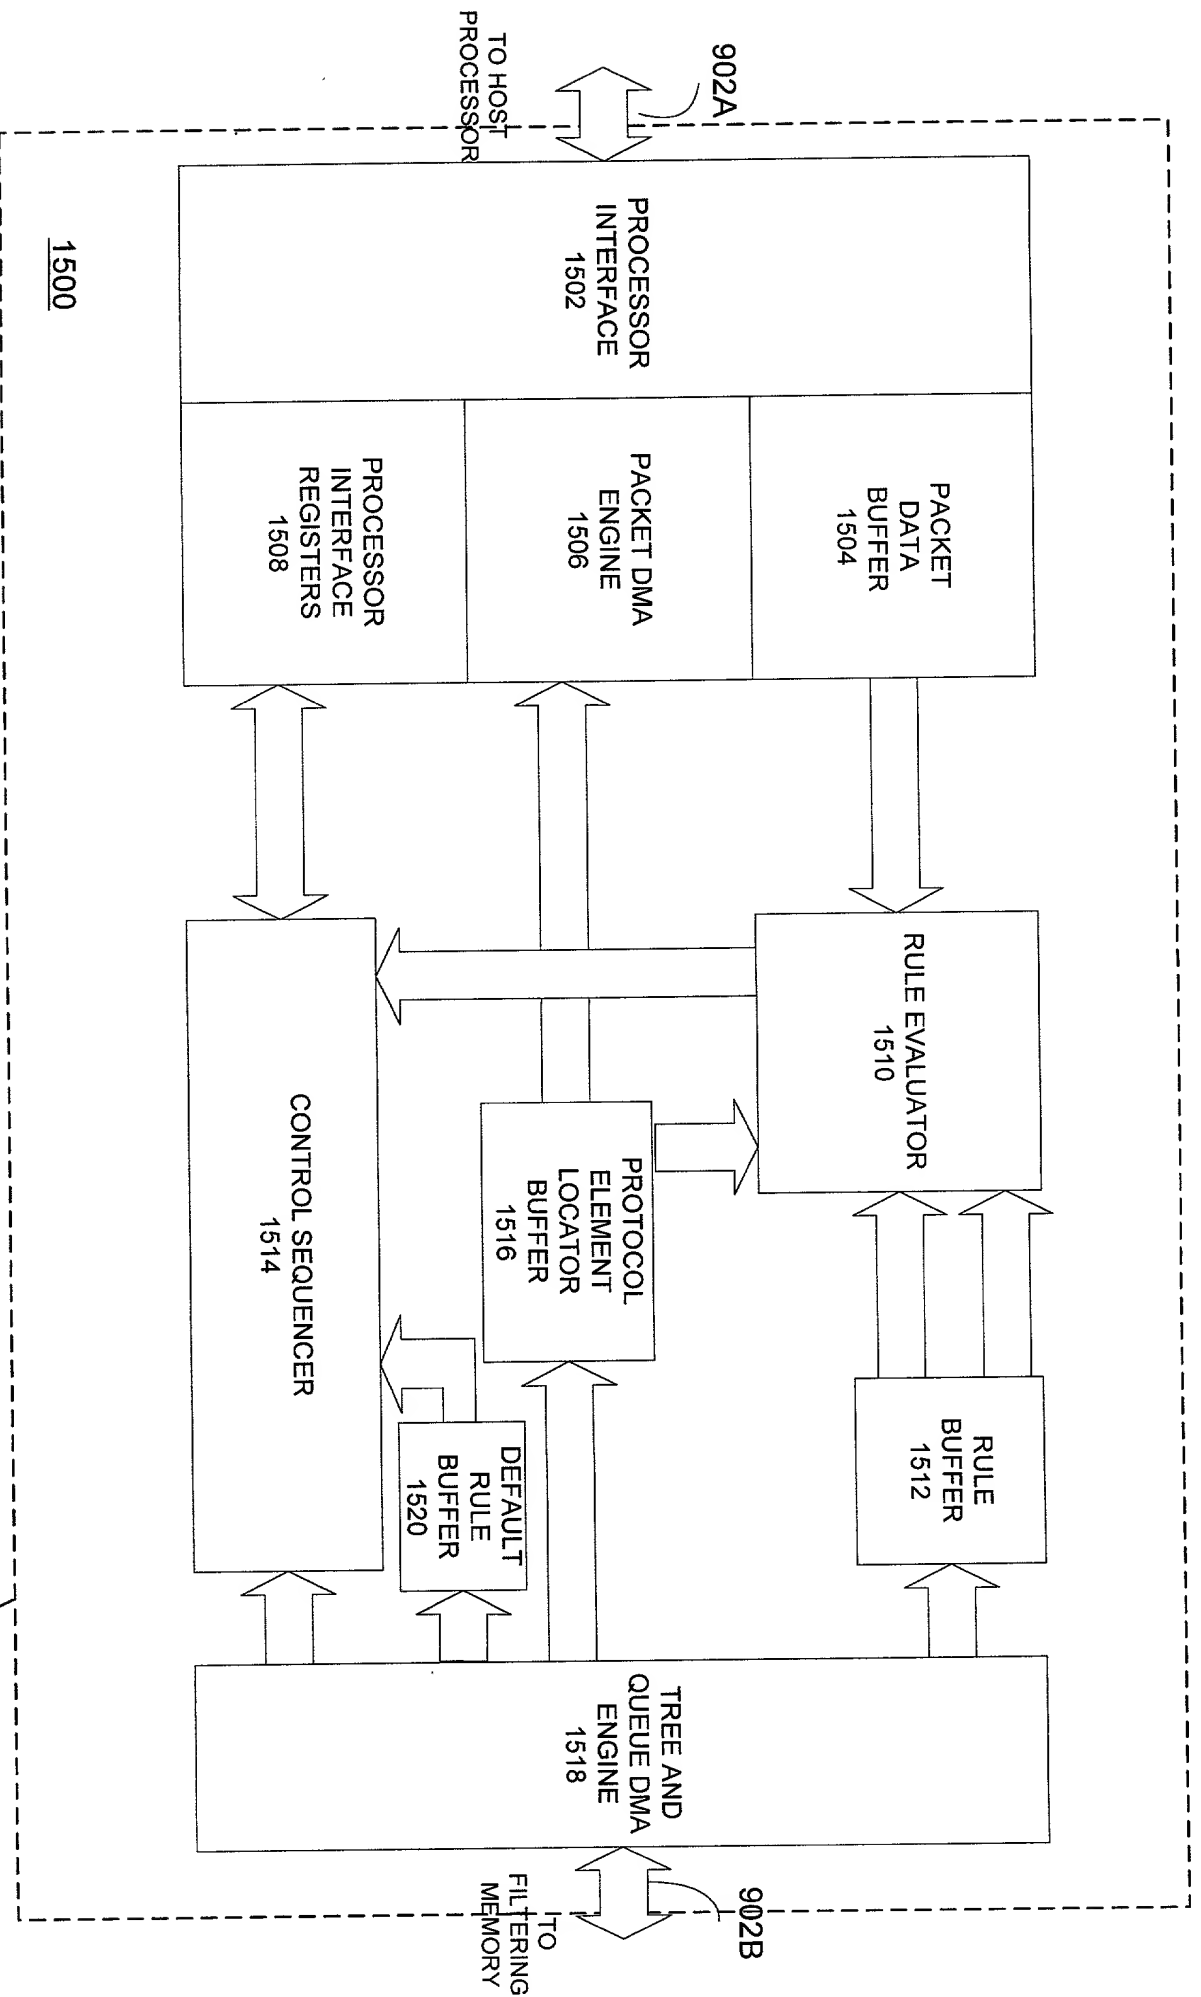 902A
TO HOST
PROCESSOR
PROCESSOR
INTERFACE
1502
PACKET
DATA
BUFFER
1504
PACKET DMA
ENGINE
1506
PROCESSOR
INTERFACE
REGISTERS
1508
RULE EVALUATOR
1510
RULE
BUFFER
1512
PROTOCOL
ELEMENT
LOCATOR
BUFFER
1516
CONTROL SEQUENCER
1514
DEFAULT
RULE
BUFFER
1520
TREE AND
QUEUE DMA
ENGINE
1518
902B
TO
FILTERING
MEMORY
1500